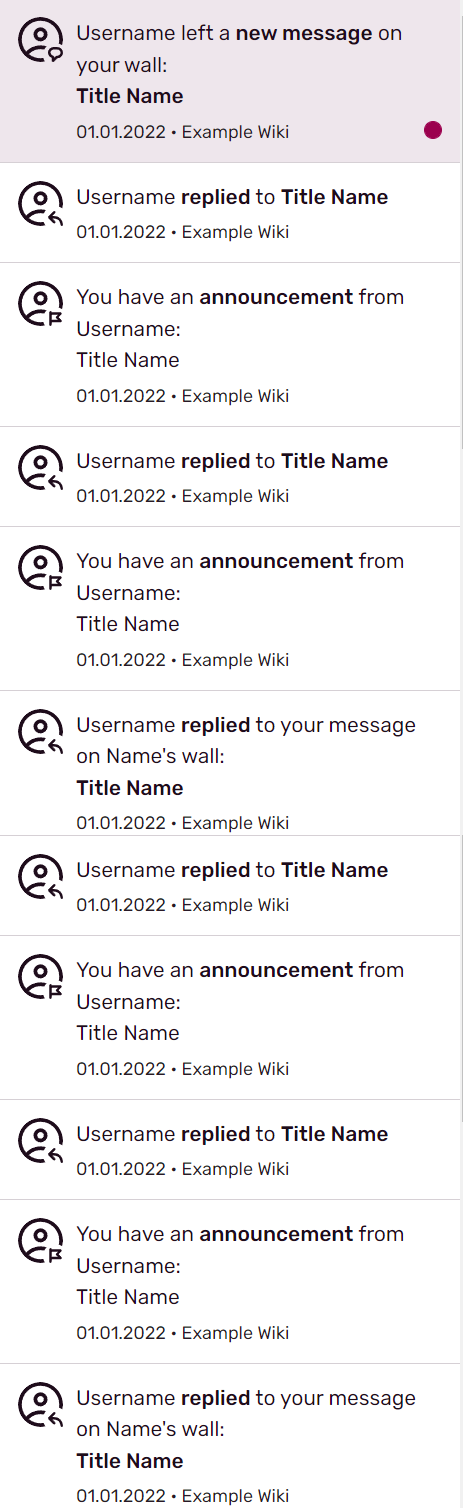 Username left a new message on
your wall:
Title Name
01.01.2022 • Example Wiki
Username replied to Title Name
01.01.2022 • Example Wiki
You have an announcement from
Username:
Title Name
01.01.2022 • Example Wiki
Username replied to Title Name
01.01.2022 • Example Wiki
You have an announcement from
Username:
Title Name
01.01.2022 • Example Wiki
Username replied to your message
on Name's wall:
Title Name
01.01.2022 • Example Wiki
Username replied to Title Name
01.01.2022 • Example Wiki
You have an announcement from
Username:
Title Name
01.01.2022 • Example Wiki
Username replied to Title Name
01.01.2022 • Example Wiki
You have an announcement from
Username:
Title Name
01.01.2022 • Example Wiki
Username replied to your message
on Name's wall:
Title Name
01.01.2022 • Example Wiki